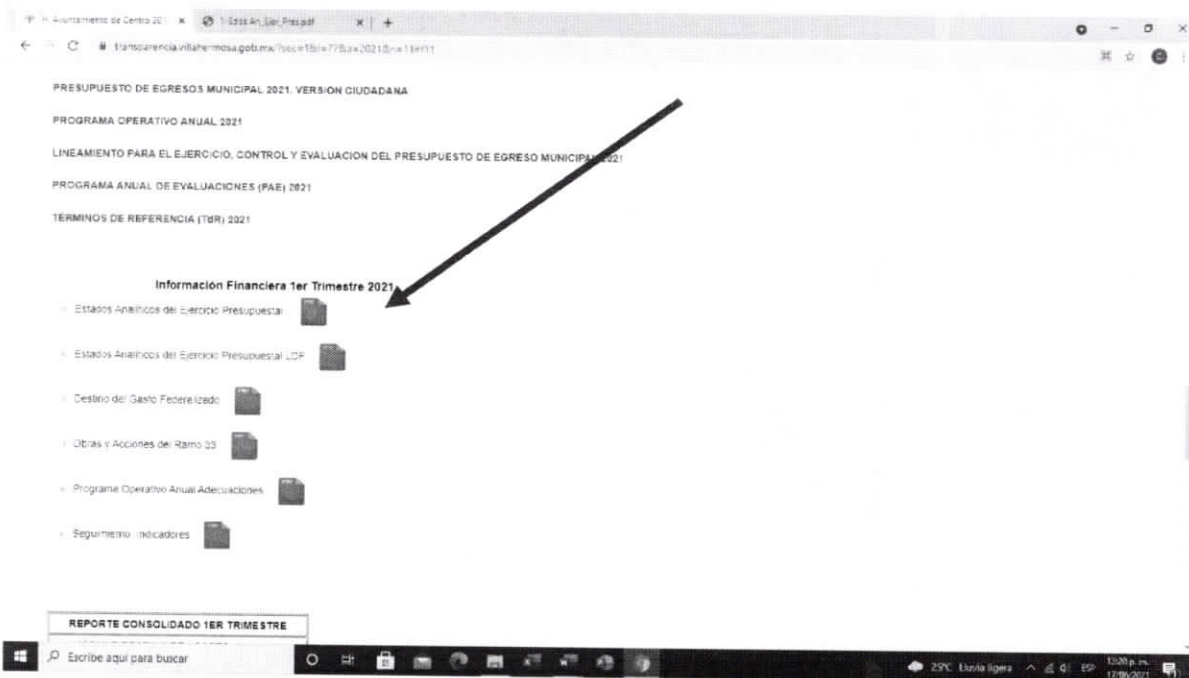 Ayuntamiento de Centro
1-Edos An_Ejer_Pres.pdf
transparencia.villahermosa.gob.mx
PRESUPUESTO DE EGRESOS MUNICIPAL 2021. VERSION CIUDADANA
PROGRAMA OPERATIVO ANUAL 2021
LINEAMIENTO PARA EL EJERCICIO, CONTROL Y EVALUACION DEL PRESUPUESTO DE EGRESO MUNICIPAL 2021
PROGRAMA ANUAL DE EVALUACIONES (PAE) 2021
TÉRMINOS DE REFERENCIA (TdR) 2021
Información Financiera 1er Trimestre 2021
Estados Analíticos del Ejercicio Presupuestal
Estados Analíticos del Ejercicio Presupuestal LDF
Destino del Gasto Federalizado
Obras y Acciones del Ramo 33
Programa Operativo Anual Adecuaciones
Seguimiento Indicadores
REPORTE CONSOLIDADO 1ER TRIMESTRE
Escribe aquí para buscar
25°C Lluvia ligera
ESP
12:20 p. m.
17/06/2021